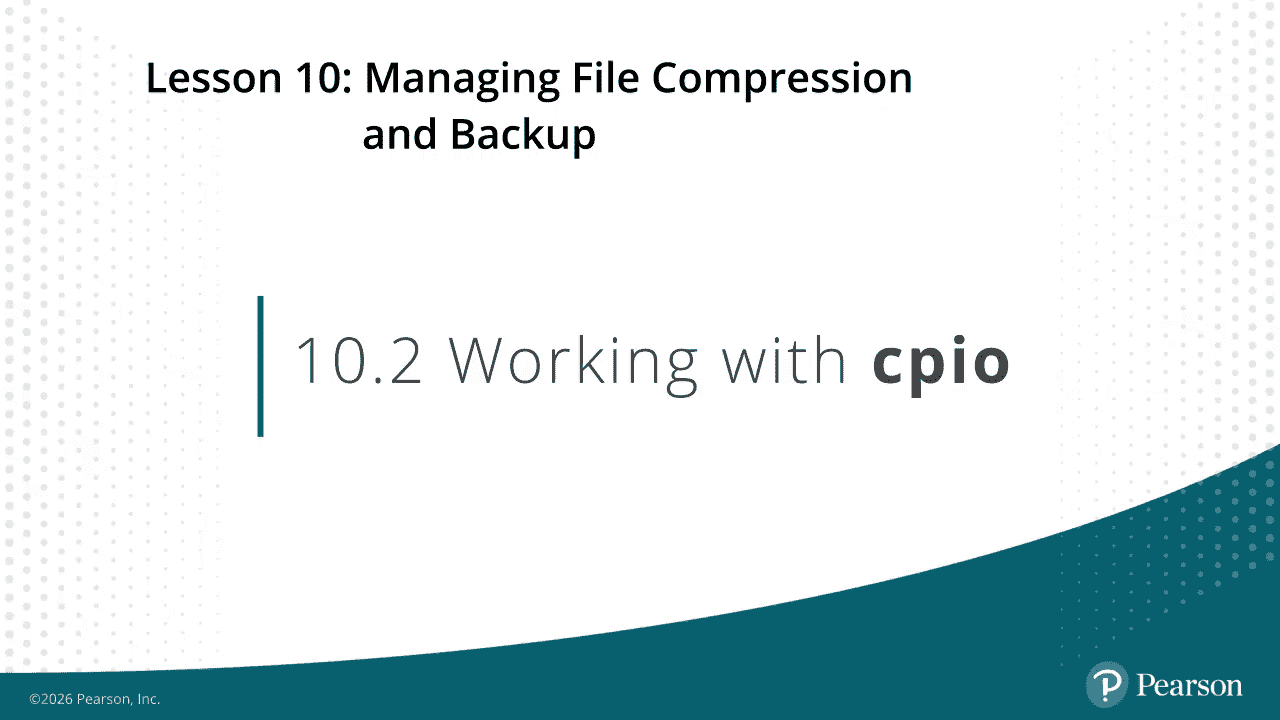 Lesson 10: Managing File Compression
and Backup
10.2 Working with cpio
©2026 Pearson, Inc.
Pearson